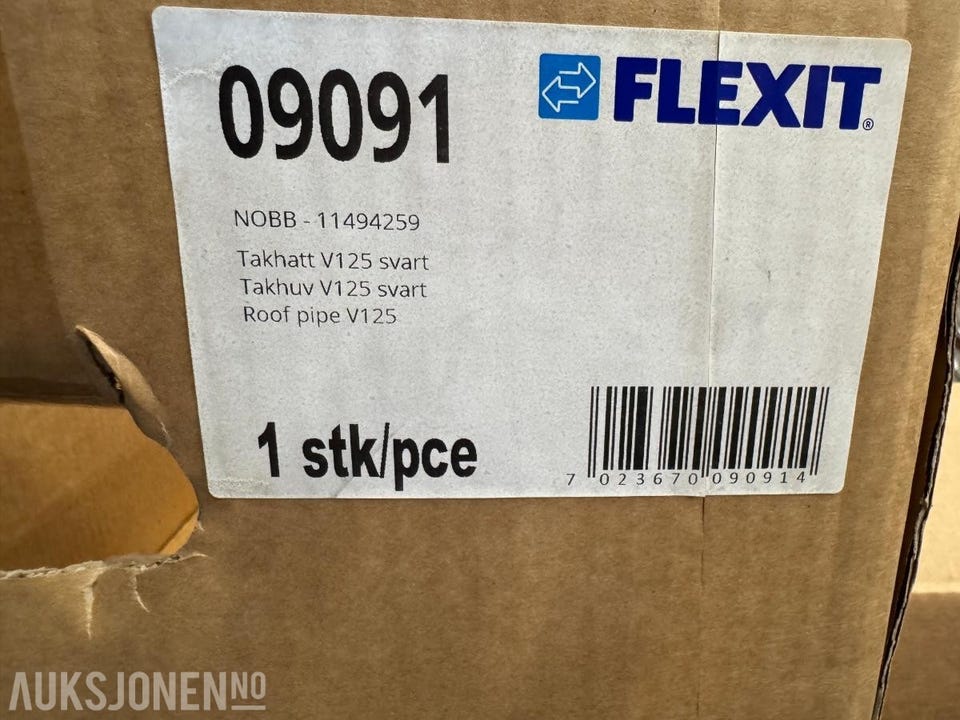 09091
FLEXIT®
NOBB - 11494259
Takhatt V125 svart
Takhuv V125 svart
Roof pipe V125
1 stk/pce
7 023670 090914
AUKSJONEN NO